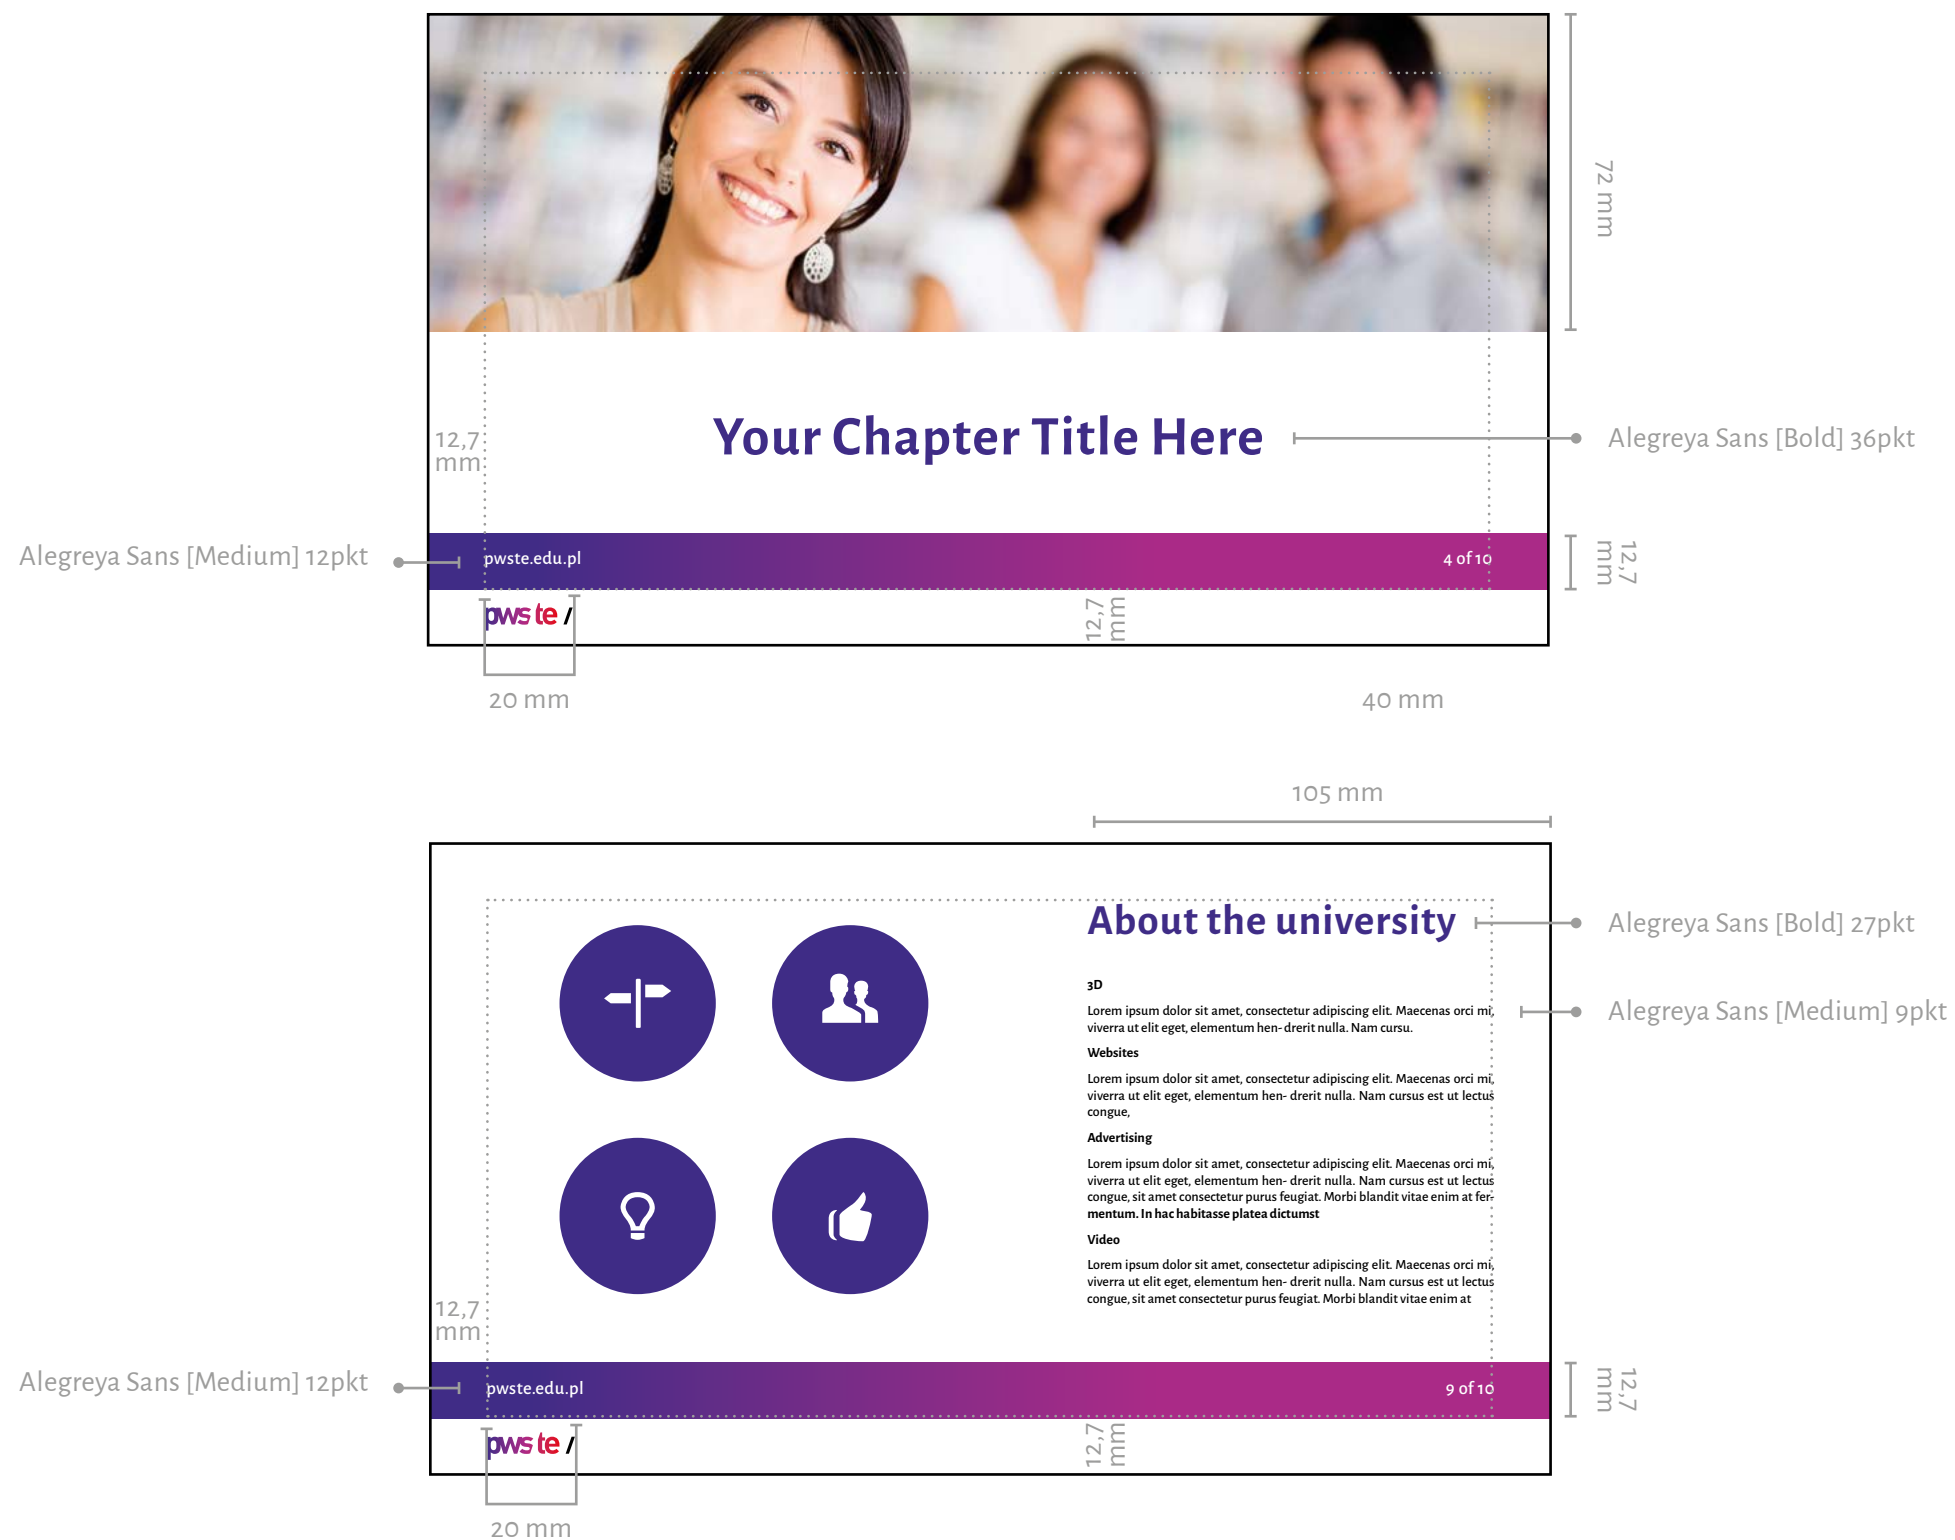 72 mm
Your Chapter Title Here
12,7
mm
Alegreya Sans [Bold] 36pkt
Alegreya Sans [Medium] 12pkt
pwste.edu.pl
4 of 10
12,7
mm
pwste /
12,7
mm
20 mm
40 mm
105 mm
About the university
Alegreya Sans [Bold] 27pkt
3D
Lorem ipsum dolor sit amet, consectetur adipiscing elit. Maecenas orci mi,
viverra ut elit eget, elementum hen- drerit nulla. Nam cursu.
Alegreya Sans [Medium] 9pkt
Websites
Lorem ipsum dolor sit amet, consectetur adipiscing elit. Maecenas orci mi,
viverra ut elit eget, elementum hen- drerit nulla. Nam cursus est ut lectus
congue,
Advertising
Lorem ipsum dolor sit amet, consectetur adipiscing elit. Maecenas orci mi,
viverra ut elit eget, elementum hen- drerit nulla. Nam cursus est ut lectus
congue, sit amet consectetur purus feugiat. Morbi blandit vitae enim at fer-
mentum. In hac habitasse platea dictumst
Video
Lorem ipsum dolor sit amet, consectetur adipiscing elit. Maecenas orci mi,
viverra ut elit eget, elementum hen- drerit nulla. Nam cursus est ut lectus
congue, sit amet consectetur purus feugiat. Morbi blandit vitae enim at
12,7
mm
Alegreya Sans [Medium] 12pkt
pwste.edu.pl
9 of 10
12,7
mm
pwste /
12,7
mm
20 mm